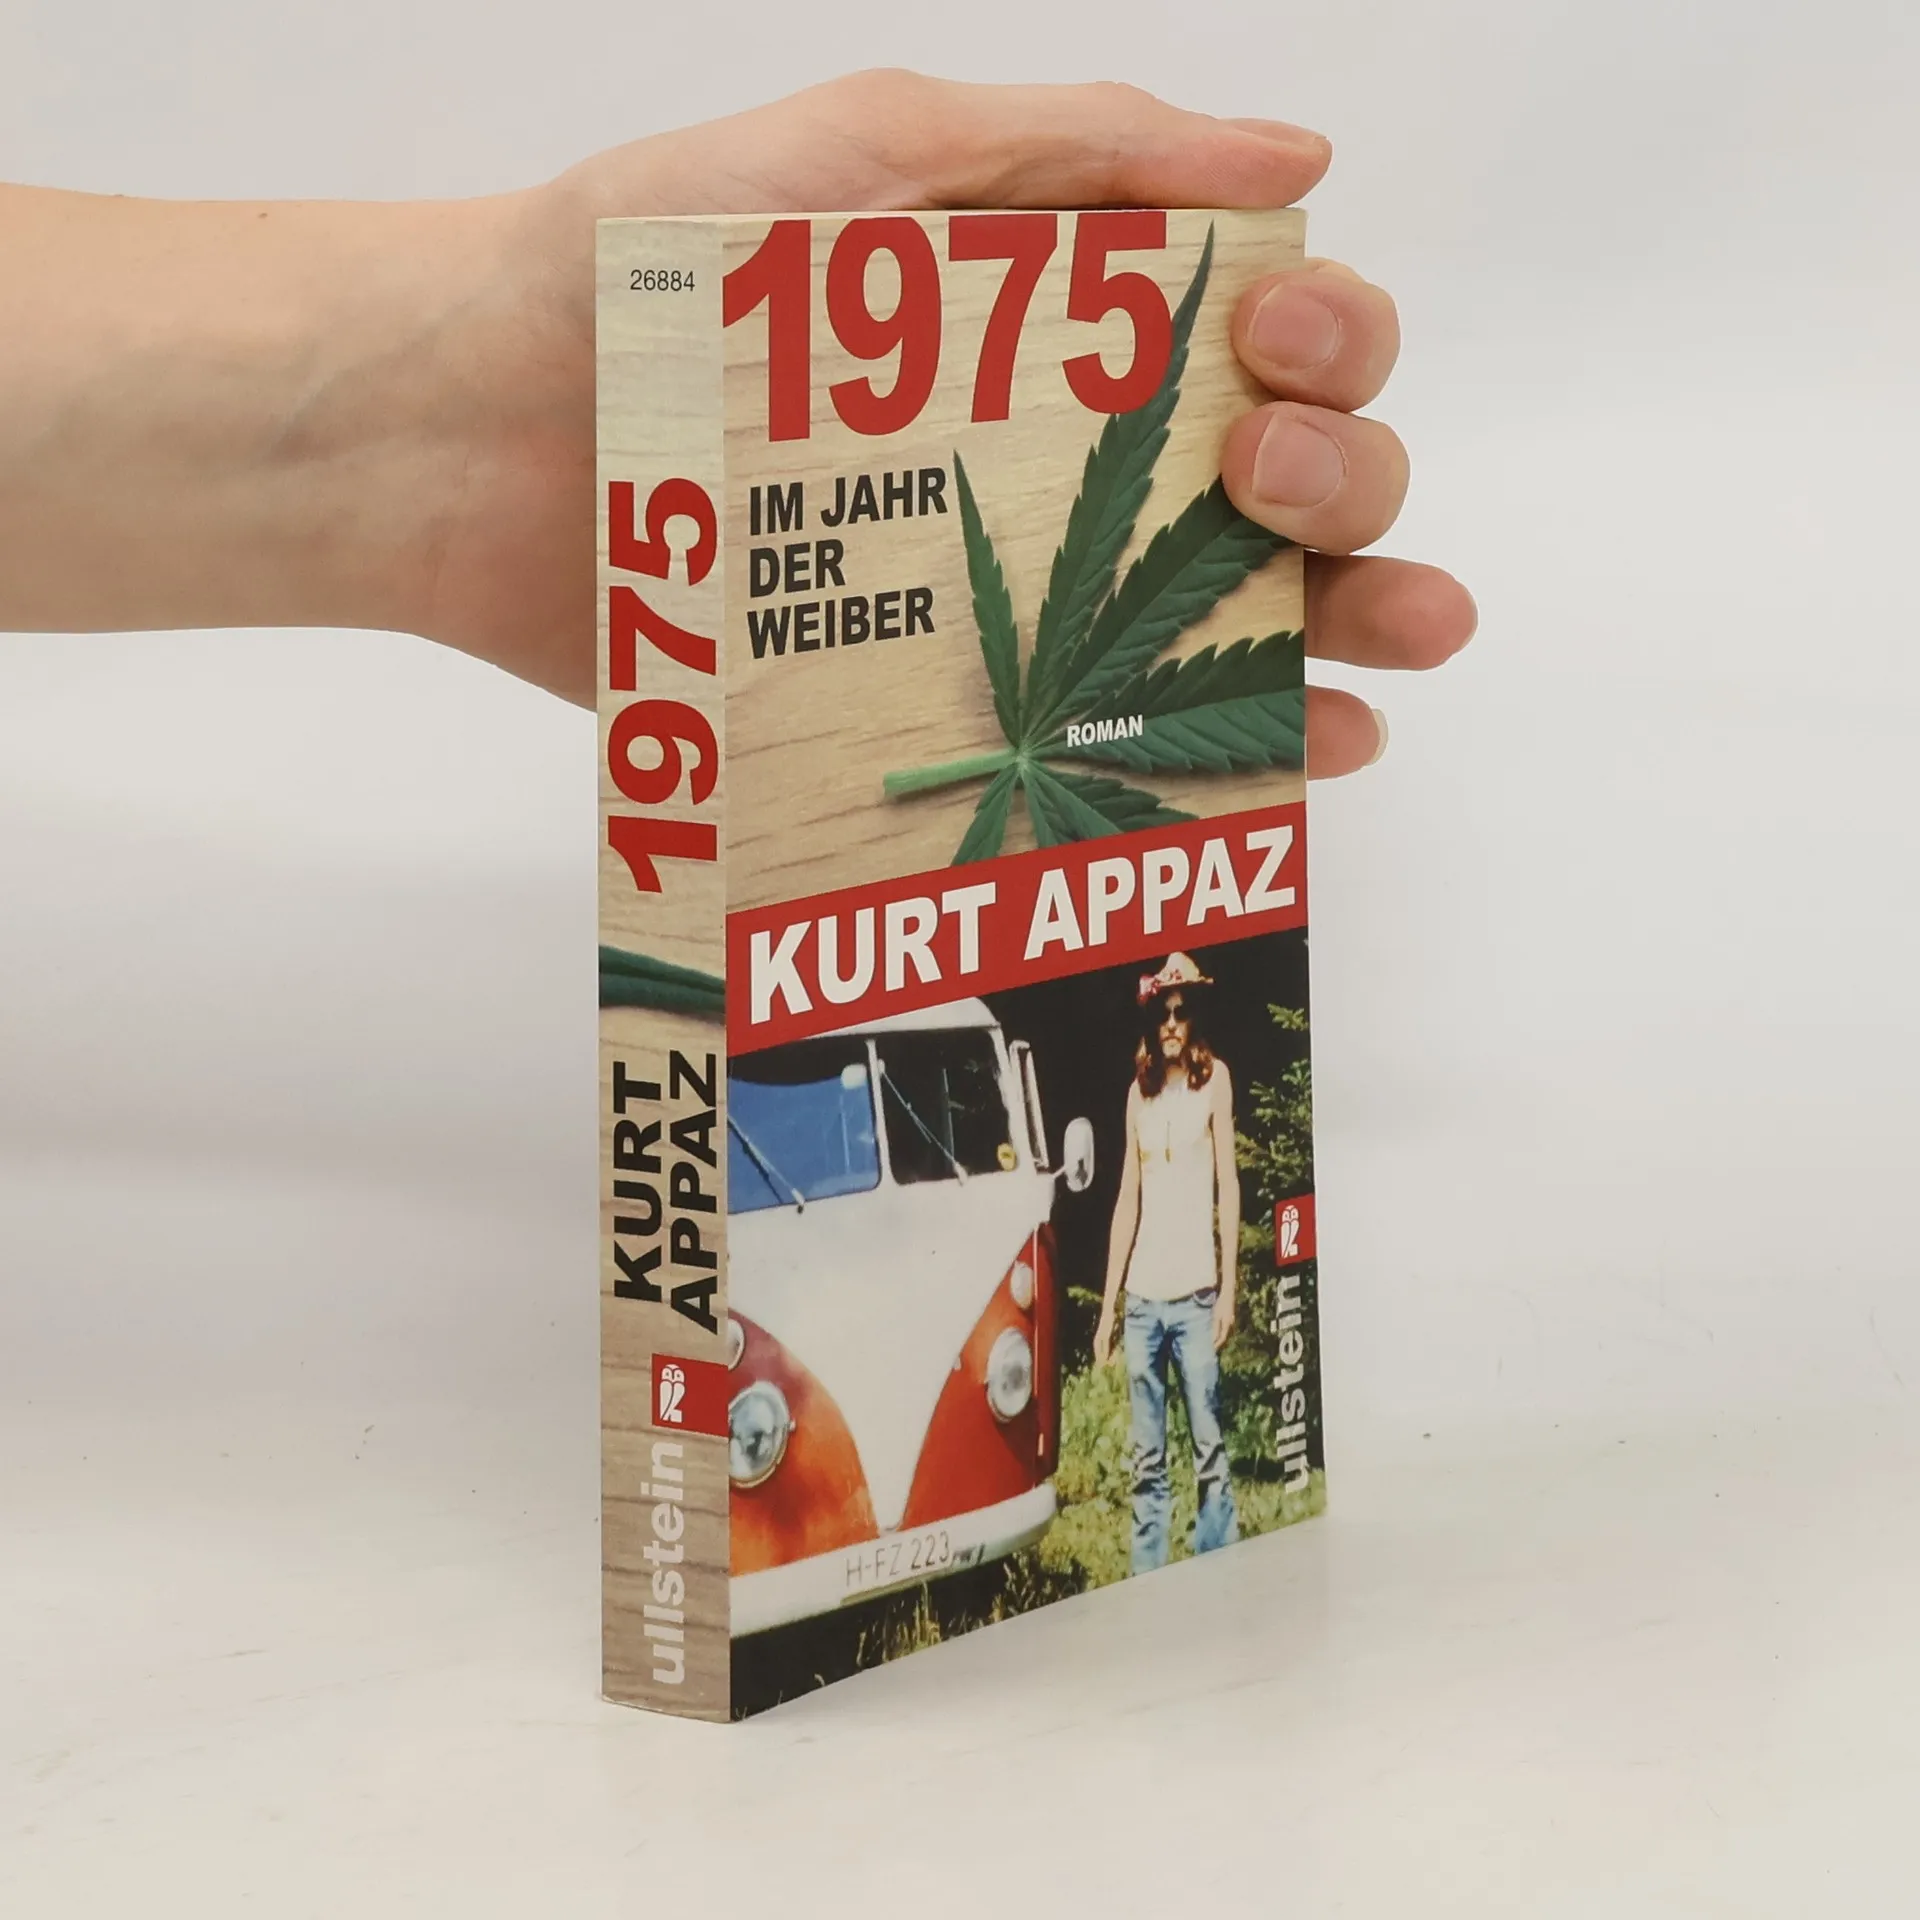 26884
1975
KURT
APPAZ
ullstein
1975
IM JAHR
DER
WEIBER
ROMAN
KURT APPAZ
ullstein
H-FZ 223